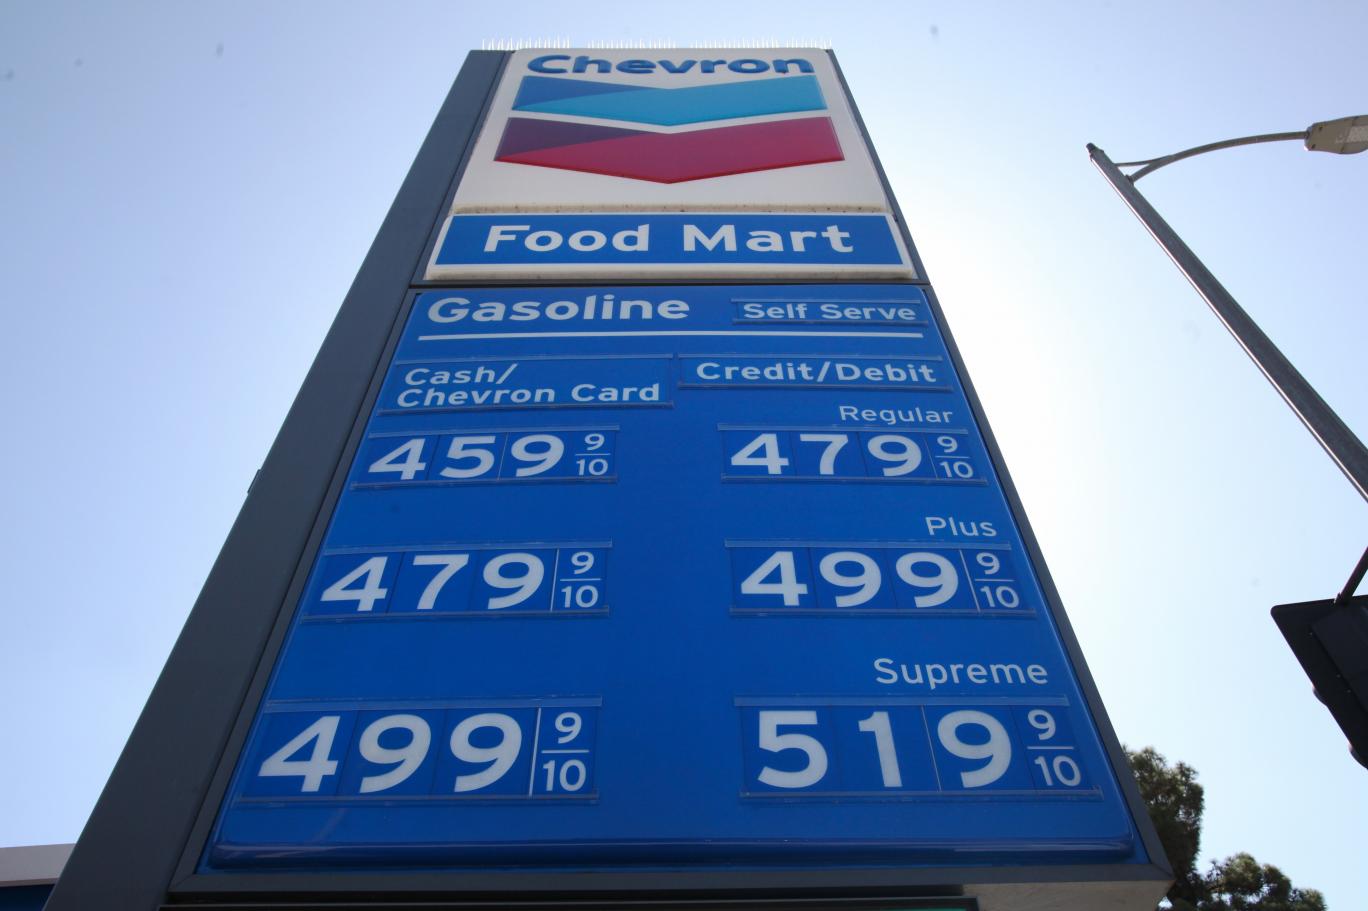 Chevron
Food Mart
Gasoline Self Serve
Cash/
Chevron Card
Credit/Debit
Regular
459 9/10 479 9/10
Plus
479 9/10 499 9/10
Supreme
499 9/10 519 9/10